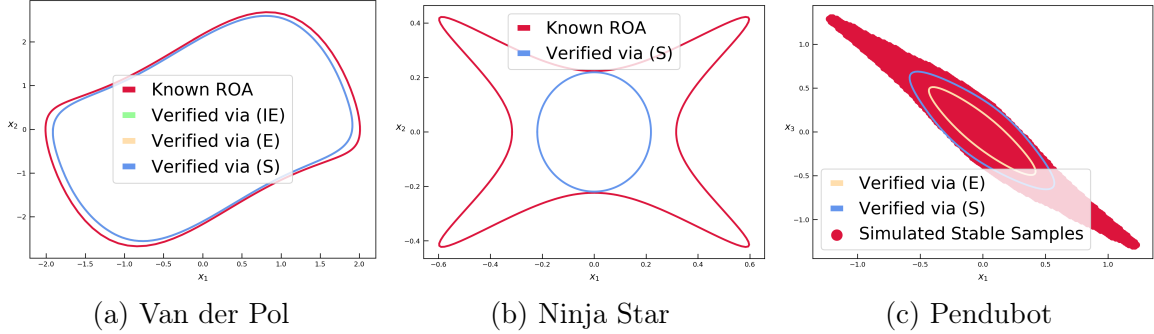 2
1
0
−1
−2
x2
−2.0
−1.5
−1.0
−0.5
0.0
0.5
1.0
1.5
2.0
x1
Known ROA
Verified via (IE)
Verified via (E)
Verified via (S)
(a) Van der Pol
0.4
0.2
0.0
−0.2
−0.4
x2
−0.6
−0.4
−0.2
0.0
0.2
0.4
0.6
x1
Known ROA
Verified via (S)
(b) Ninja Star
1.0
0.5
0.0
−0.5
−1.0
x3
−1.0
−0.5
0.0
0.5
1.0
x1
Verified via (E)
Verified via (S)
Simulated Stable Samples
(c) Pendubot